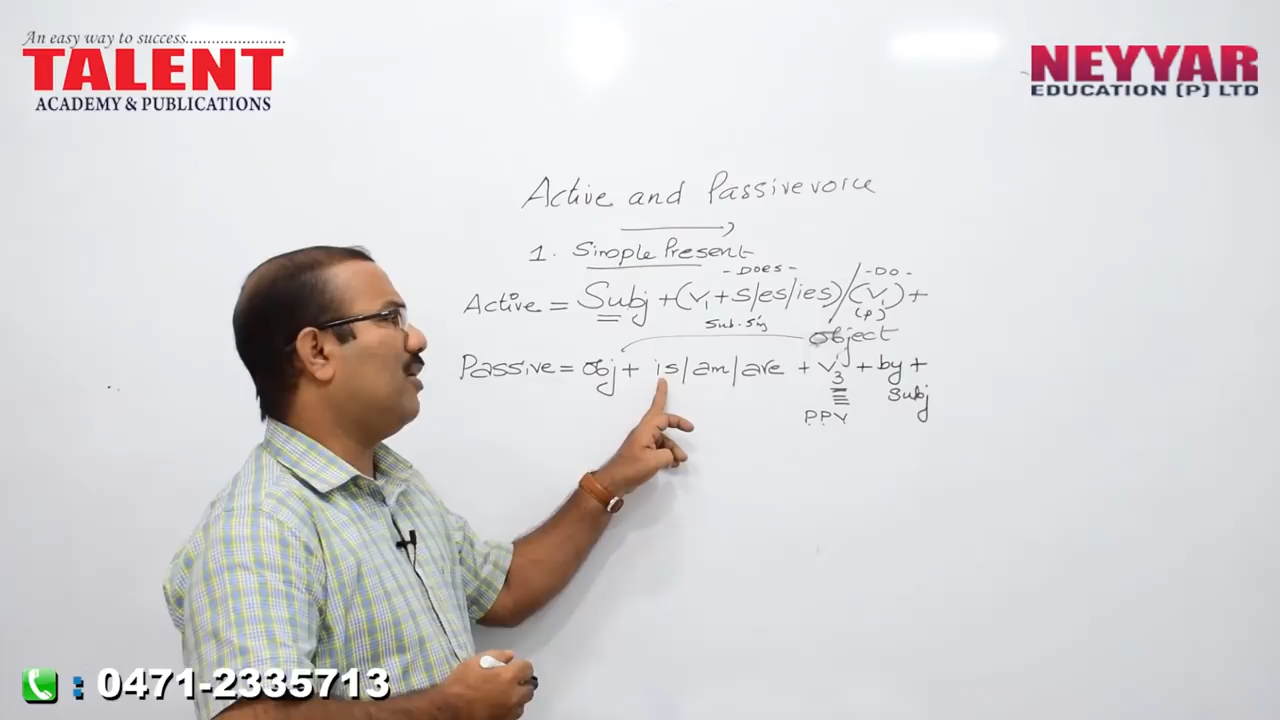 An easy way to success........................
TALENT
ACADEMY & PUBLICATIONS
NEYYAR
EDUCATION (P) LTD
Active and Passive voice
1. Simple Present
- DOES - - DO -
Active = Subj + (V1 + S/es/ies) / (V1) +
Sub. Sig (P)
object
Passive = obj + is/am/are + V3 + by +
Subj
P.P.V
: 0471-2335713